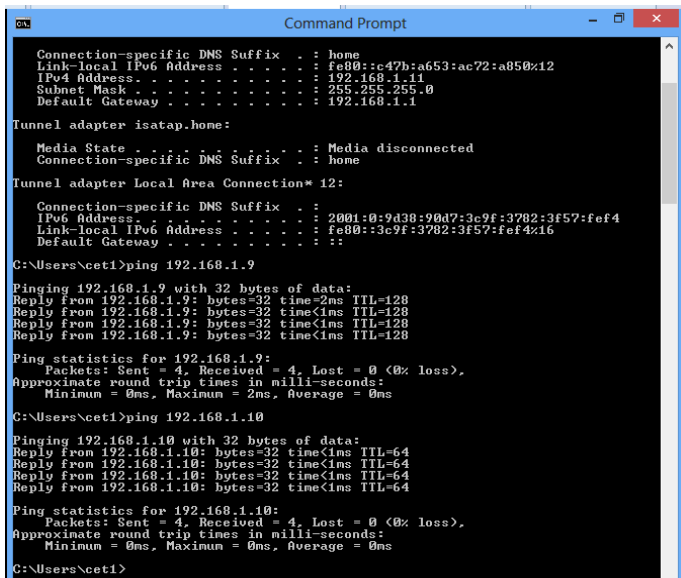 Command Prompt
Connection-specific DNS Suffix  . : home
Link-local IPv6 Address . . . . . : fe80::c47b:a653:ac72:a850%12
IPv4 Address. . . . . . . . . . . : 192.168.1.11
Subnet Mask . . . . . . . . . . . : 255.255.255.0
Default Gateway . . . . . . . . . : 192.168.1.1
Tunnel adapter isatap.home:
Media State . . . . . . . . . . . : Media disconnected
Connection-specific DNS Suffix  . : home
Tunnel adapter Local Area Connection* 12:
Connection-specific DNS Suffix  . :
IPv6 Address. . . . . . . . . . . : 2001:0:9d38:90d7:3c9f:3782:3f57:fef4
Link-local IPv6 Address . . . . . : fe80::3c9f:3782:3f57:fef4%16
Default Gateway . . . . . . . . . : ::
C:\Users\cet1>ping 192.168.1.9
Pinging 192.168.1.9 with 32 bytes of data:
Reply from 192.168.1.9: bytes=32 time=2ms TTL=128
Reply from 192.168.1.9: bytes=32 time<1ms TTL=128
Reply from 192.168.1.9: bytes=32 time<1ms TTL=128
Reply from 192.168.1.9: bytes=32 time<1ms TTL=128
Ping statistics for 192.168.1.9:
Packets: Sent = 4, Received = 4, Lost = 0 (0% loss),
Approximate round trip times in milli-seconds:
Minimum = 0ms, Maximum = 2ms, Average = 0ms
C:\Users\cet1>ping 192.168.1.10
Pinging 192.168.1.10 with 32 bytes of data:
Reply from 192.168.1.10: bytes=32 time<1ms TTL=64
Reply from 192.168.1.10: bytes=32 time<1ms TTL=64
Reply from 192.168.1.10: bytes=32 time<1ms TTL=64
Reply from 192.168.1.10: bytes=32 time<1ms TTL=64
Ping statistics for 192.168.1.10:
Packets: Sent = 4, Received = 4, Lost = 0 (0% loss),
Approximate round trip times in milli-seconds:
Minimum = 0ms, Maximum = 0ms, Average = 0ms
C:\Users\cet1>